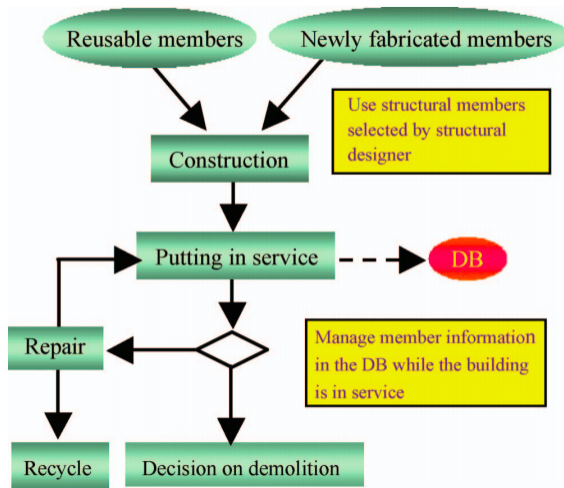 Reusable members
Newly fabricated members
Use structural members
selected by structural
designer
Construction
Putting in service
DB
Manage member information
in the DB while the building
is in service
Repair
Recycle
Decision on demolition